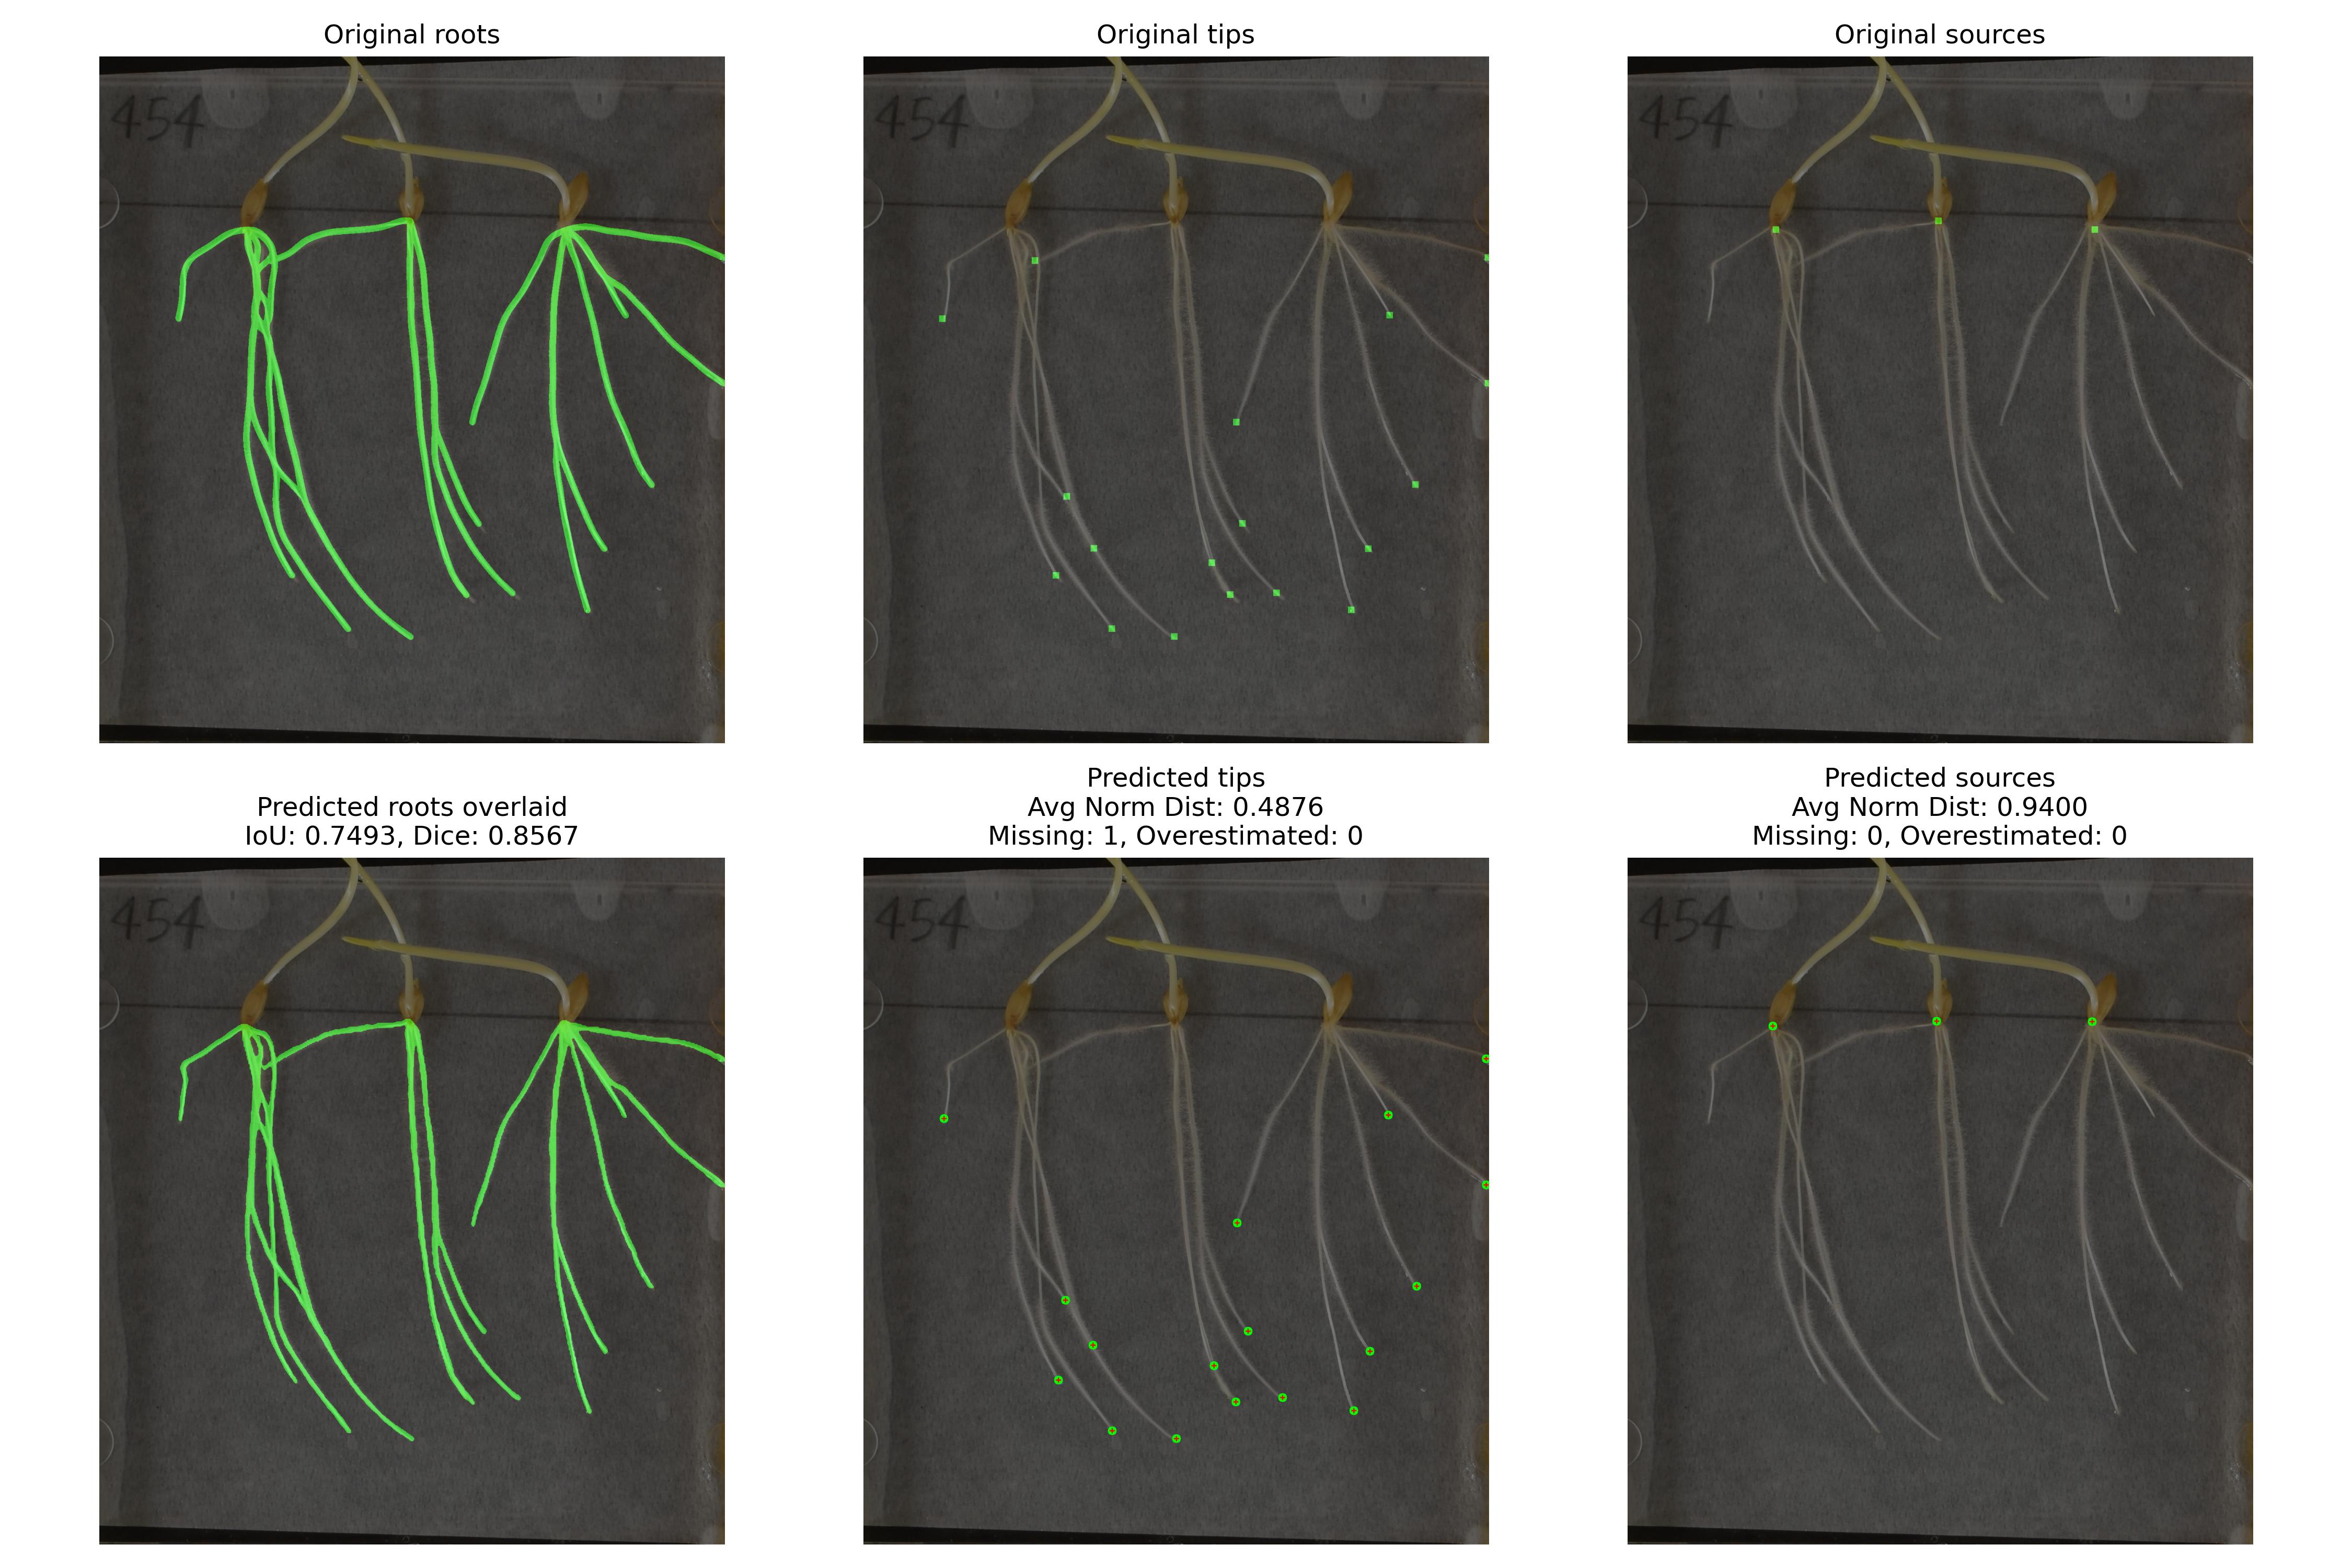 Original roots
Original tips
Original sources
454
454
454
Predicted roots overlaid
IoU: 0.7493, Dice: 0.8567
Predicted tips
Avg Norm Dist: 0.4876
Missing: 1, Overestimated: 0
Predicted sources
Avg Norm Dist: 0.9400
Missing: 0, Overestimated: 0
454
454
454